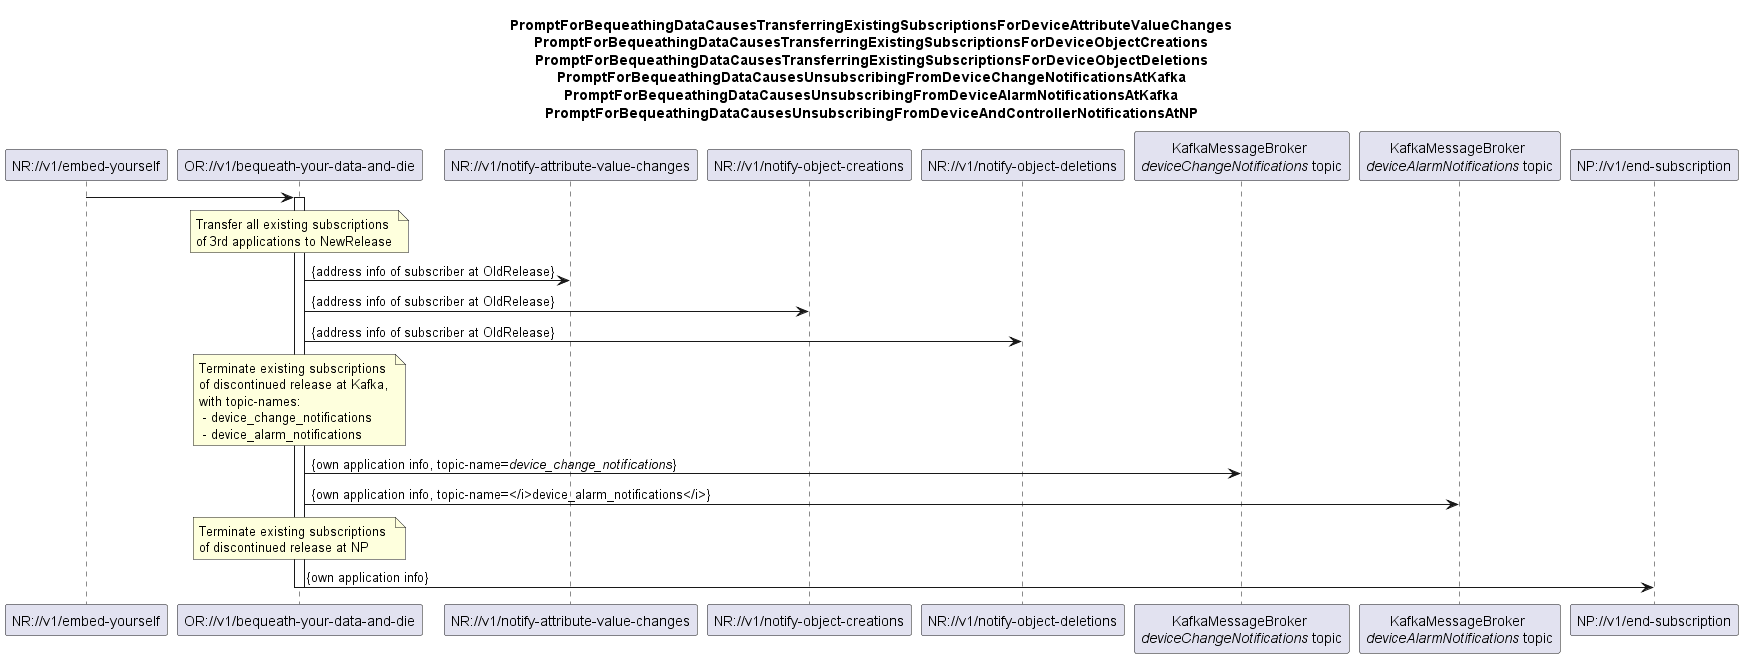 PromptForBequeathingDataCausesTransferringExistingSubscriptionsForDeviceAttributeValueChanges
PromptForBequeathingDataCausesTransferringExistingSubscriptionsForDeviceObjectCreations
PromptForBequeathingDataCausesTransferringExistingSubscriptionsForDeviceObjectDeletions
PromptForBequeathingDataCausesUnsubscribingFromDeviceChangeNotificationsAtKafka
PromptForBequeathingDataCausesUnsubscribingFromDeviceAlarmNotificationsAtKafka
PromptForBequeathingDataCausesUnsubscribingFromDeviceAndControllerNotificationsAtNP
NR://v1/embed-yourself
OR://v1/bequeath-your-data-and-die
NR://v1/notify-attribute-value-changes
NR://v1/notify-object-creations
NR://v1/notify-object-deletions
KafkaMessageBroker
deviceChangeNotifications topic
KafkaMessageBroker
deviceAlarmNotifications topic
NP://v1/end-subscription
Transfer all existing subscriptions
of 3rd applications to NewRelease
{address info of subscriber at OldRelease}
{address info of subscriber at OldRelease}
{address info of subscriber at OldRelease}
Terminate existing subscriptions
of discontinued release at Kafka,
with topic-names:
- device_change_notifications
- device_alarm_notifications
{own application info, topic-name=device_change_notifications}
{own application info, topic-name=</i>device_alarm_notifications</i>}
Terminate existing subscriptions
of discontinued release at NP
{own application info}
NR://v1/embed-yourself
OR://v1/bequeath-your-data-and-die
NR://v1/notify-attribute-value-changes
NR://v1/notify-object-creations
NR://v1/notify-object-deletions
KafkaMessageBroker
deviceChangeNotifications topic
KafkaMessageBroker
deviceAlarmNotifications topic
NP://v1/end-subscription